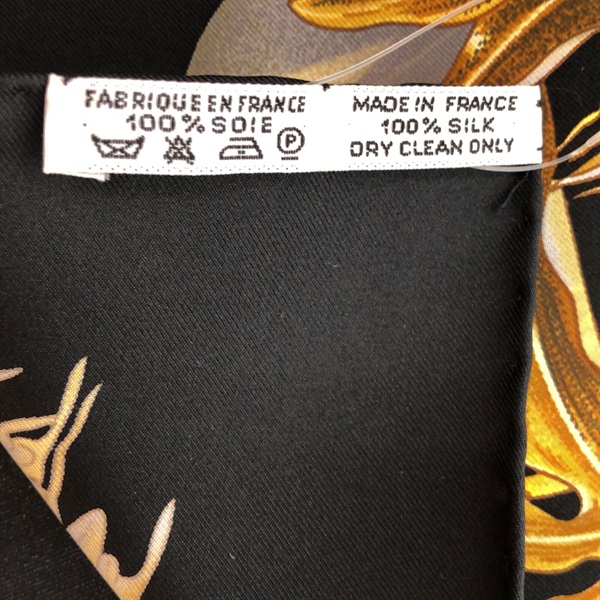 FABRIQUE EN FRANCE
100% SOIE
P
MADE IN FRANCE
100% SILK
DRY CLEAN ONLY